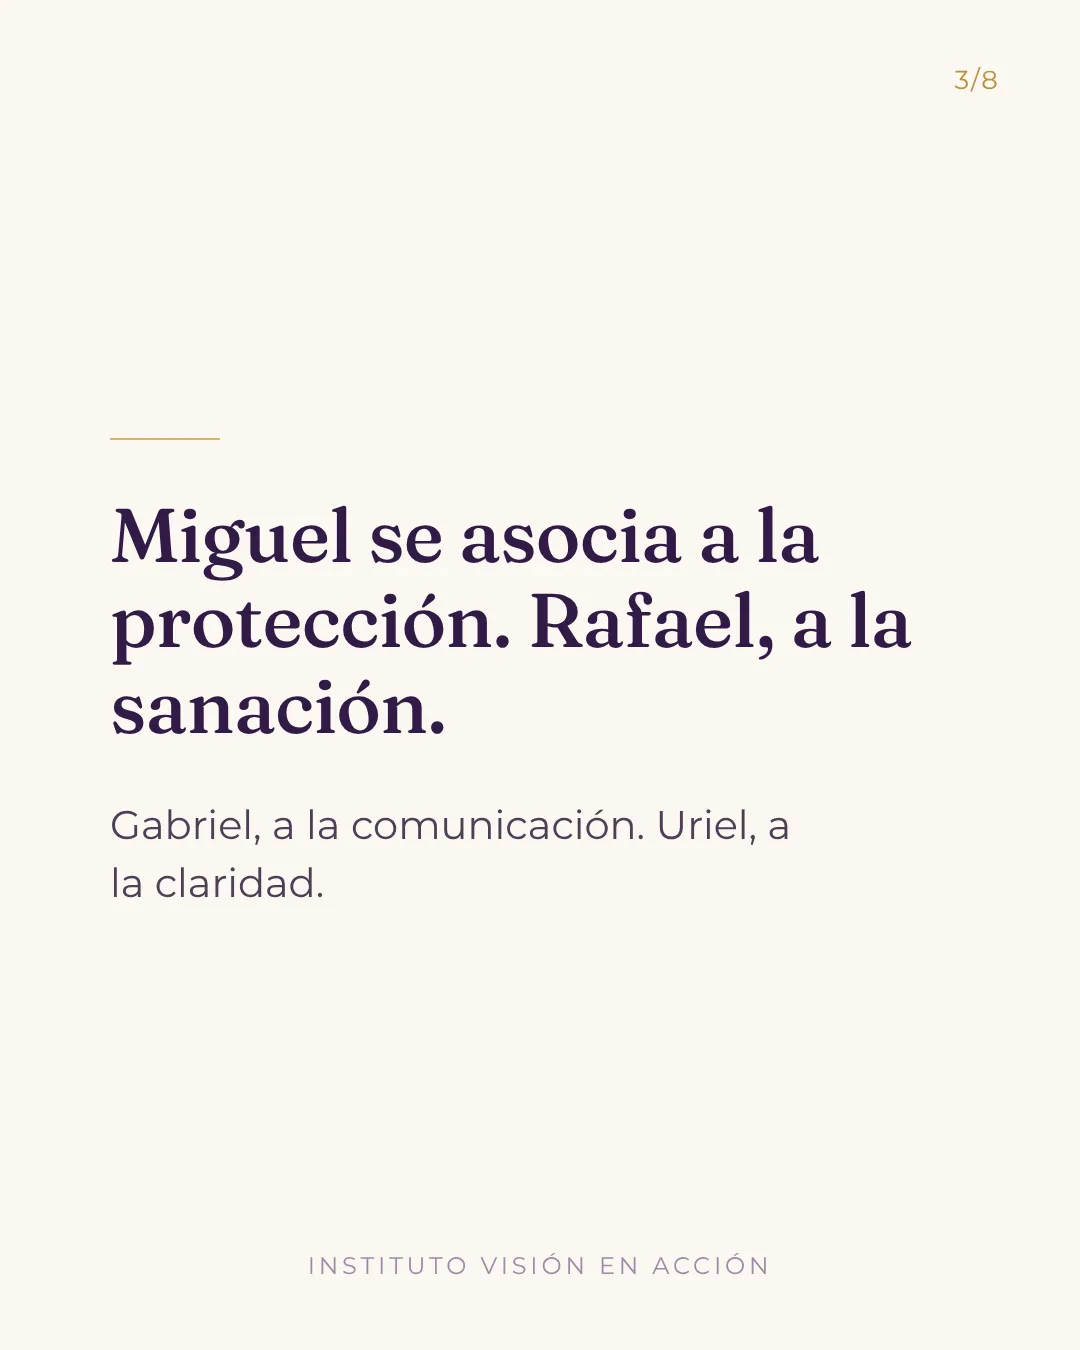 3/8
Miguel se asocia a la
protección. Rafael, a la
sanación.
Gabriel, a la comunicación. Uriel, a
la claridad.
INSTITUTO VISIÓN EN ACCIÓN